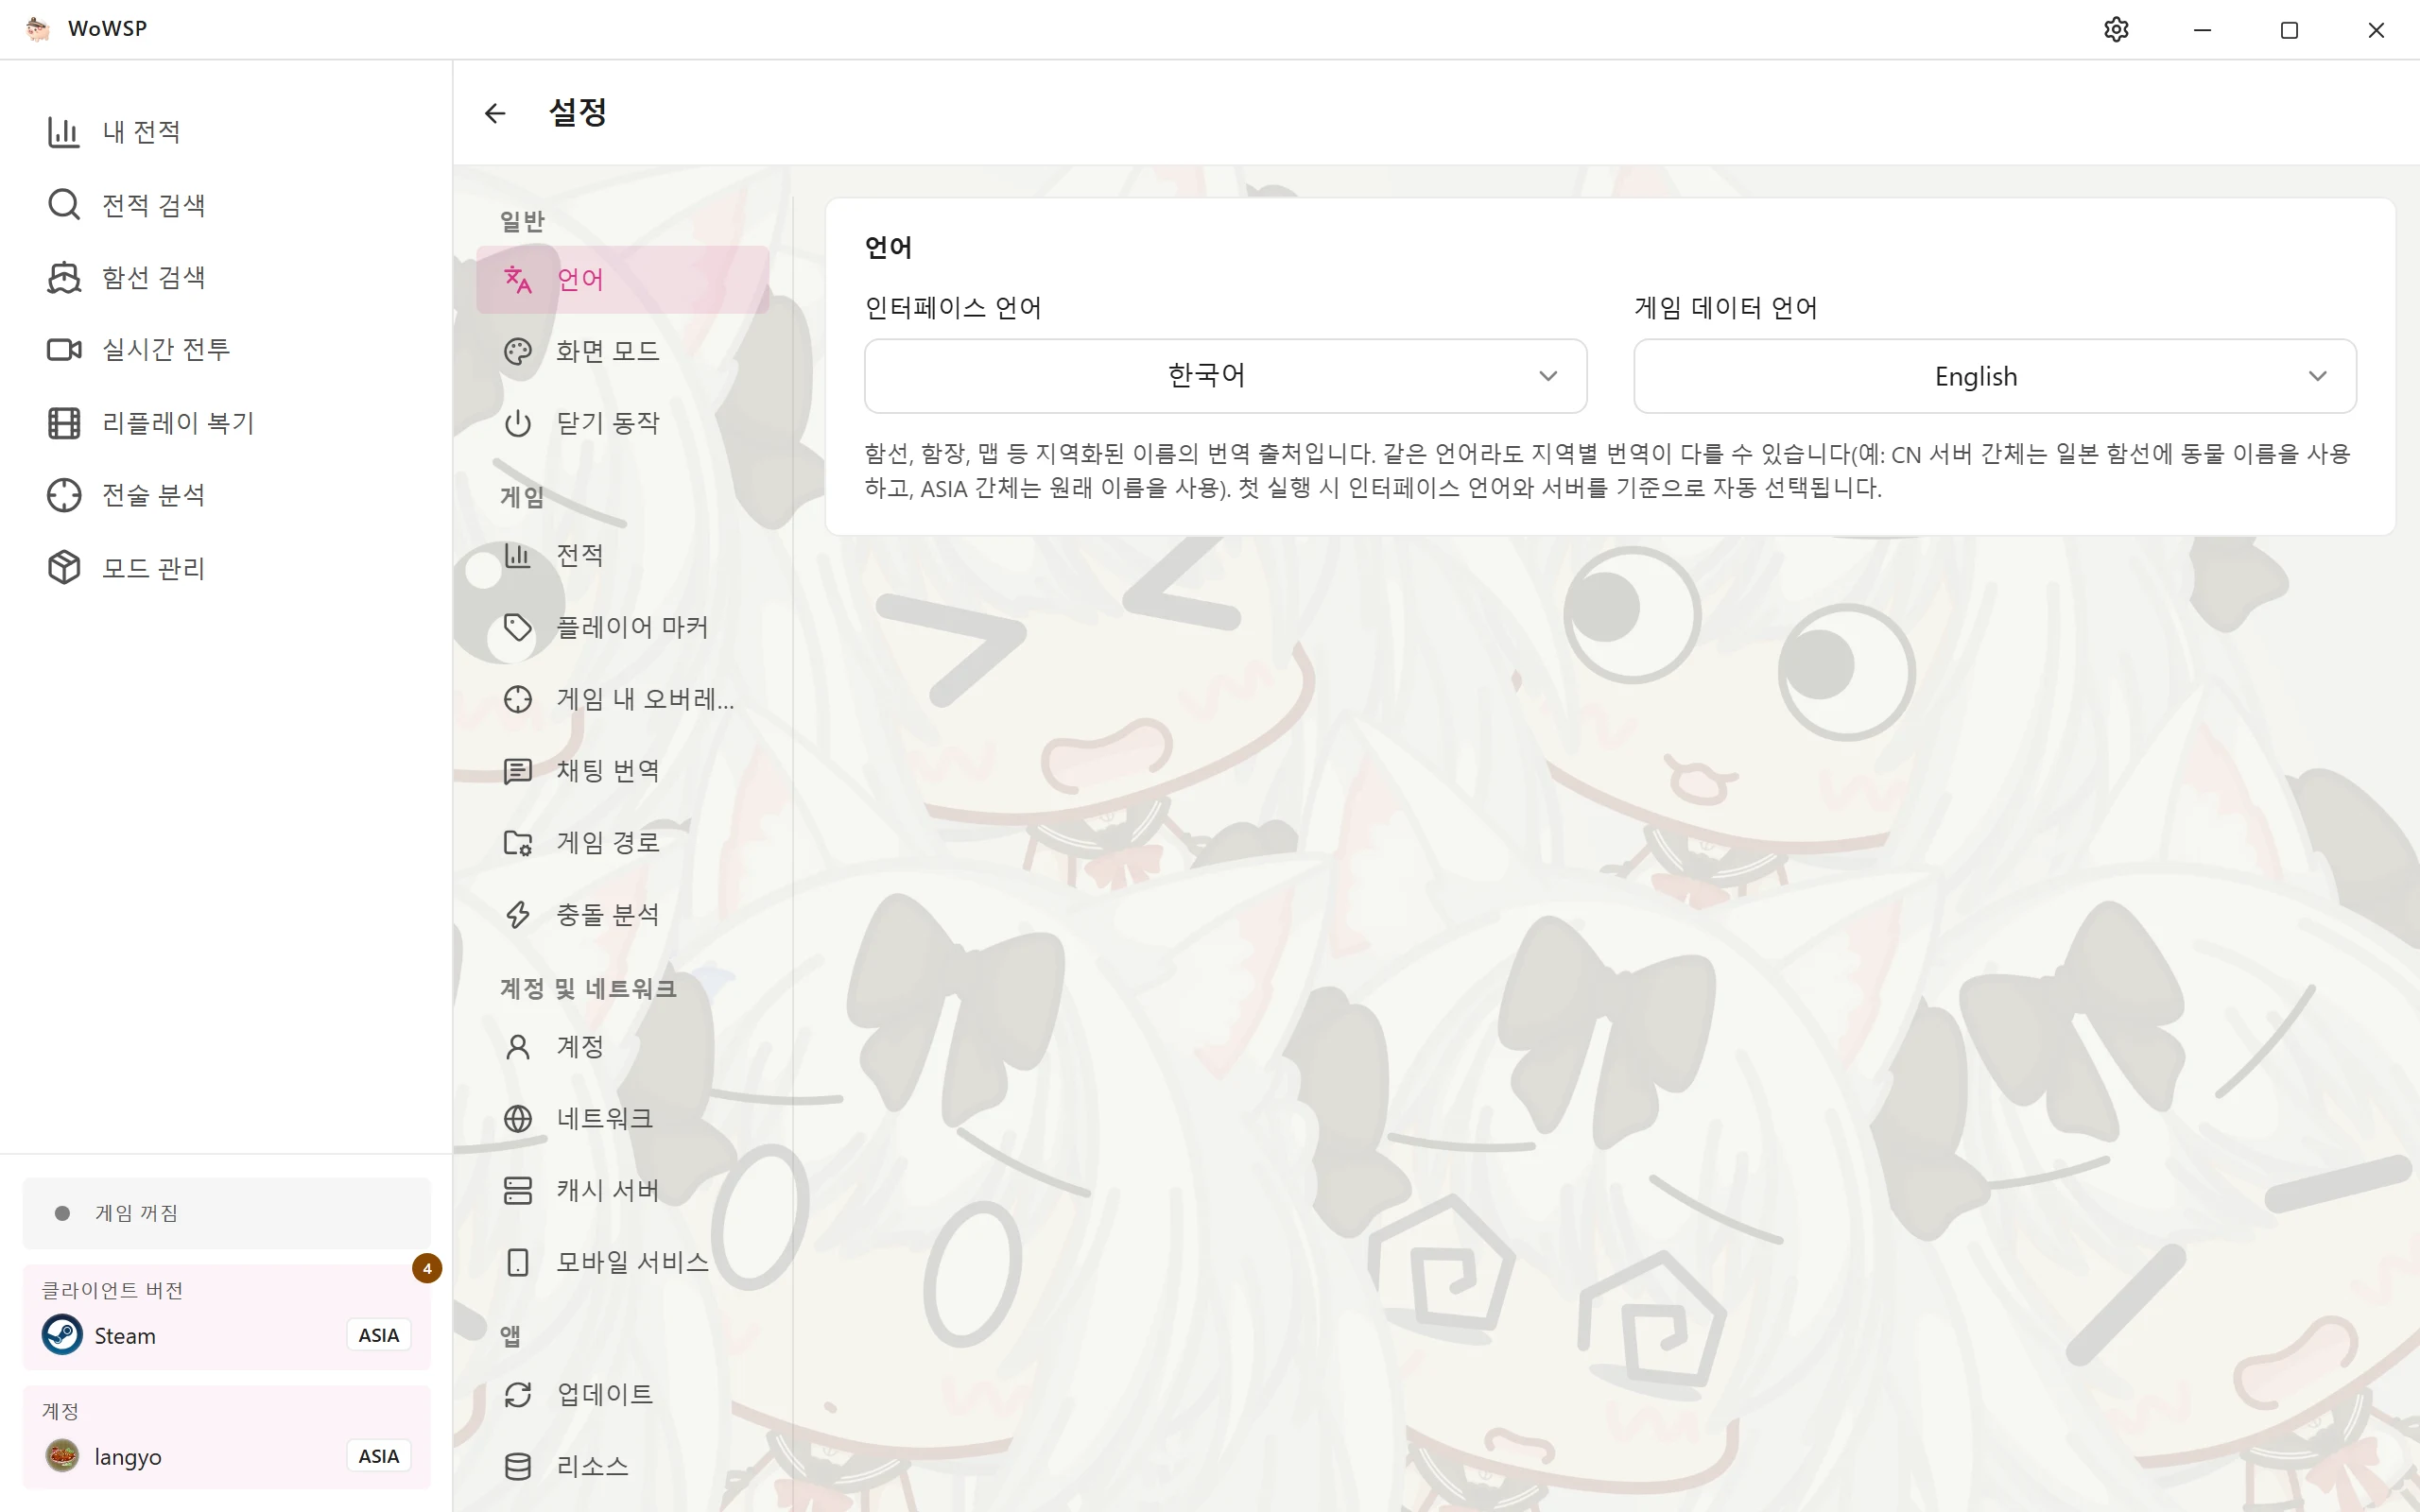 WoWSP
내 전적
전적 검색
함선 검색
실시간 전투
리플레이 복기
전술 분석
모드 관리
게임 꺼짐
4
클라이언트 버전
Steam
ASIA
계정
langyo
ASIA
설정
일반
언어
화면 모드
닫기 동작
게임
전적
플레이어 마커
게임 내 오버레...
채팅 번역
게임 경로
충돌 분석
계정 및 네트워크
계정
네트워크
캐시 서버
모바일 서비스
앱
업데이트
리소스
언어
인터페이스 언어
한국어
게임 데이터 언어
English
함선, 함장, 맵 등 지역화된 이름의 번역 출처입니다. 같은 언어라도 지역별 번역이 다를 수 있습니다(예: CN 서버 간체는 일본 함선에 동물 이름을 사용
하고, ASIA 간체는 원래 이름을 사용). 첫 실행 시 인터페이스 언어와 서버를 기준으로 자동 선택됩니다.